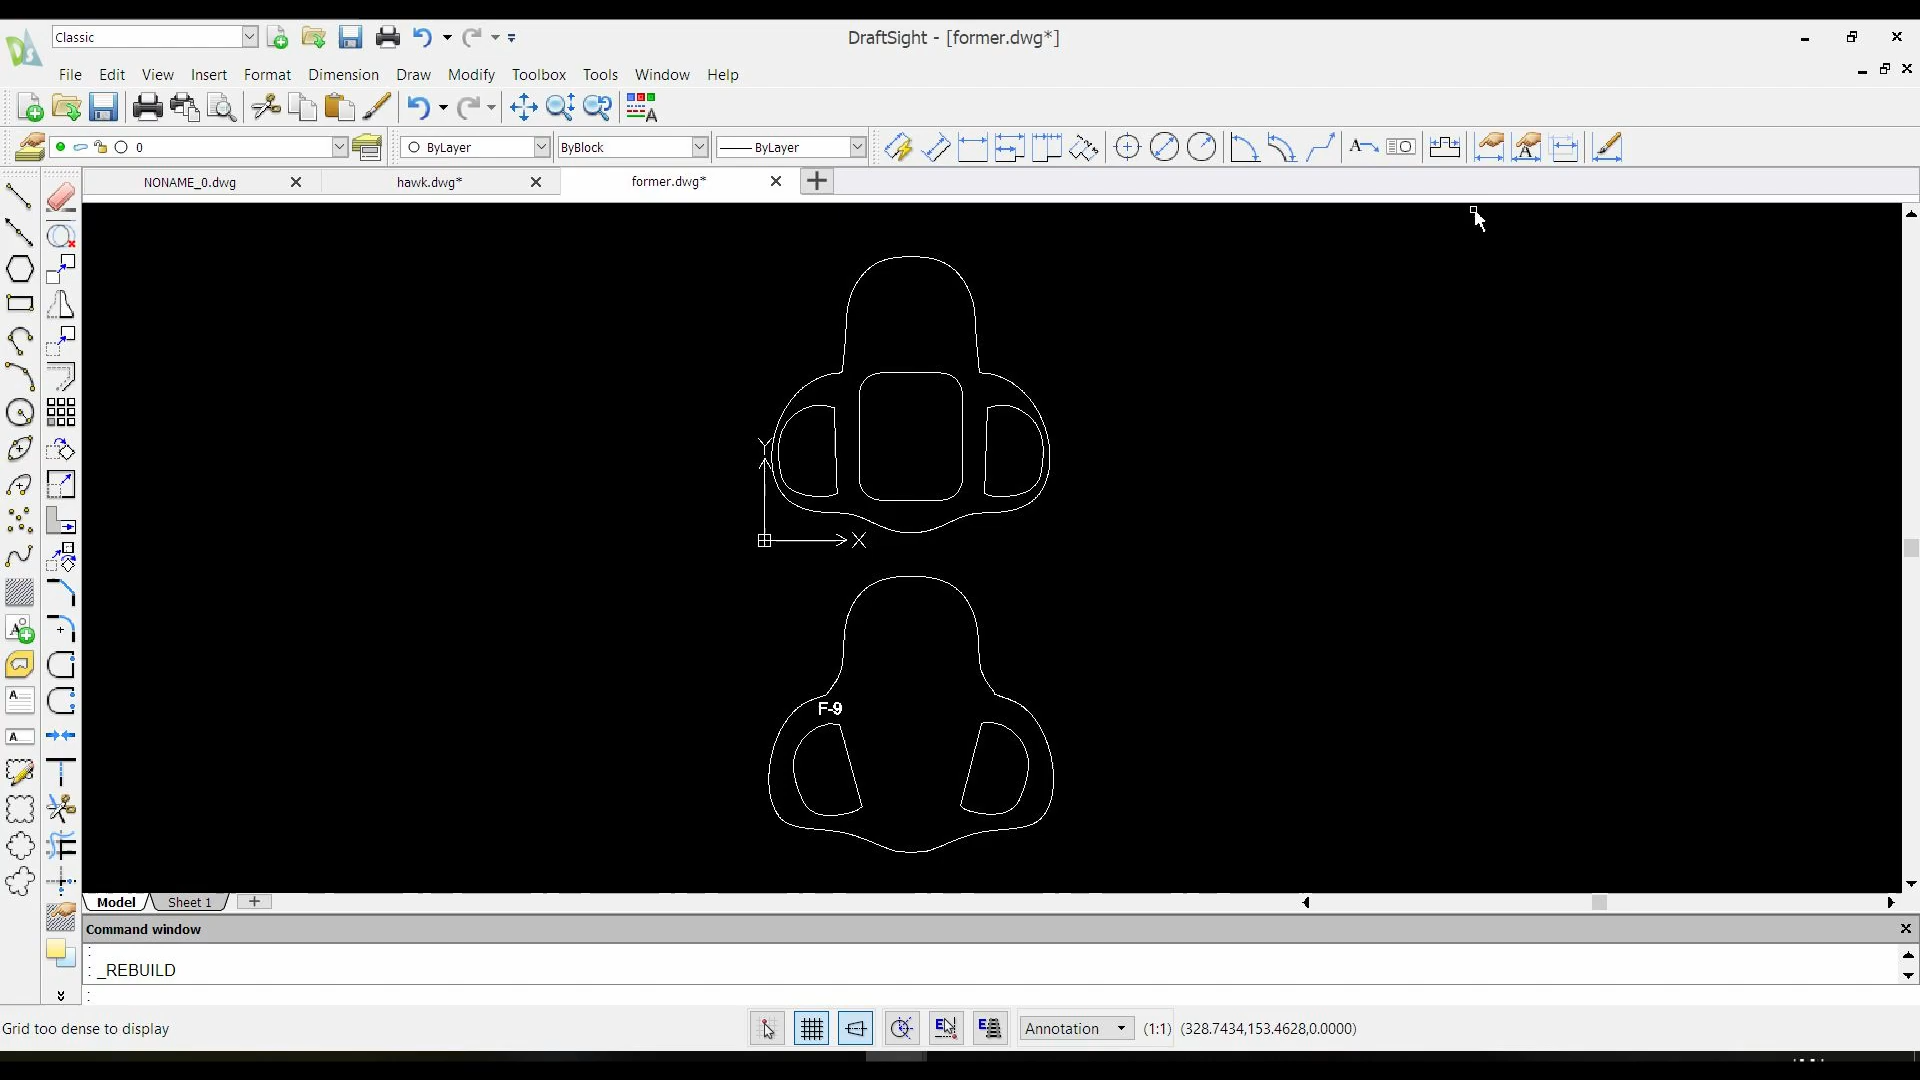 Classic
DraftSight - [former.dwg*]
File Edit View Insert Format Dimension Draw Modify Toolbox Tools Window Help
0 ByLayer ByBlock ByLayer
NONAME_0.dwg hawk.dwg* former.dwg*
Y
X
F-9
Model Sheet 1
Command window
:
: _REBUILD
:
Grid too dense to display Annotation (1:1) (328.7434,153.4628,0.0000)